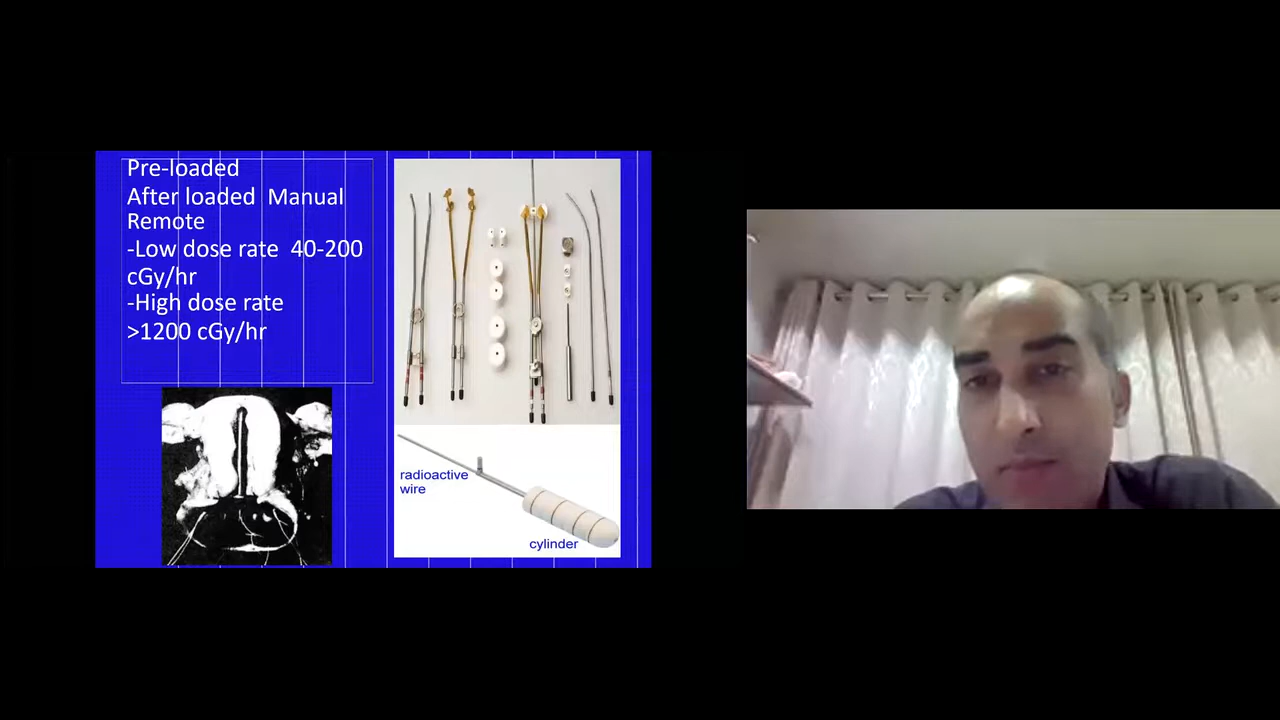 Pre-loaded
After loaded  Manual
Remote
-Low dose rate  40-200
cGy/hr
-High dose rate
>1200 cGy/hr
radioactive
wire
cylinder